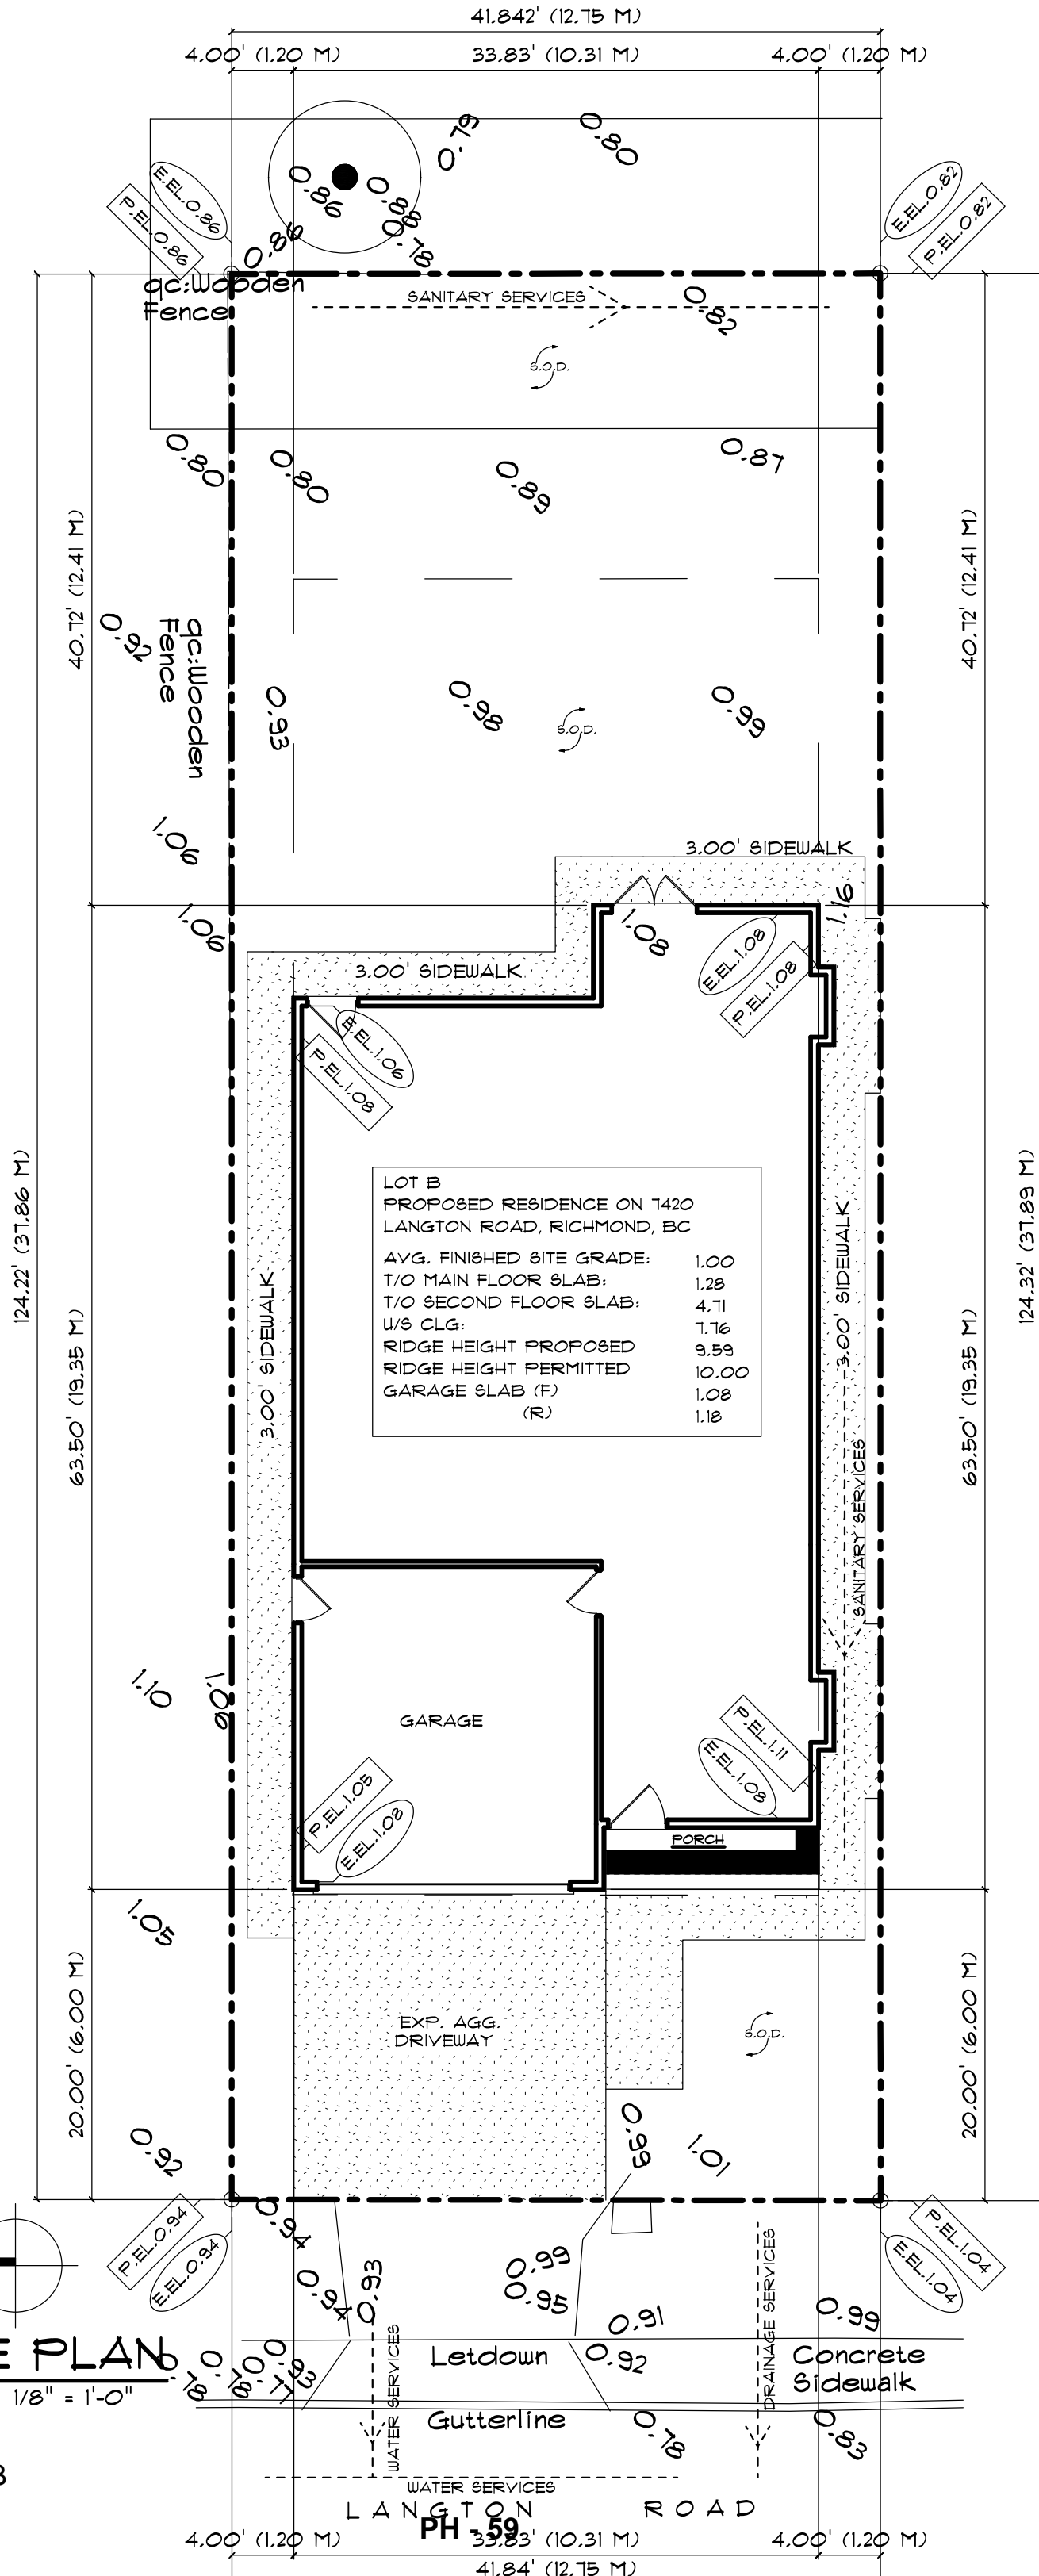 41.842' (12.75 M)
4.00' (1.20 M)
33.83' (10.31 M)
4.00' (1.20 M)
0.79
0.80
0.86
0.88
0.78
0.86
E.EL.0.86
P.EL.0.86
E.EL.0.82
P.EL.0.82
qc:Wooden
Fence
SANITARY SERVICES
0.82
S.O.D.
0.80
0.80
0.89
0.87
40.72' (12.41 M)
40.72' (12.41 M)
0.92
qc:Wooden
Fence
0.93
0.98
0.99
S.O.D.
1.06
3.00' SIDEWALK
1.06
1.08
1.16
E.EL.1.08
P.EL.1.08
3.00' SIDEWALK
E.EL.1.06
P.EL.1.08
124.22' (37.86 M)
124.32' (37.89 M)
LOT B
PROPOSED RESIDENCE ON 7420
LANGTON ROAD, RICHMOND, BC
AVG. FINISHED SITE GRADE: 1.00
T/O MAIN FLOOR SLAB: 1.28
T/O SECOND FLOOR SLAB: 4.71
U/S CLG: 7.76
RIDGE HEIGHT PROPOSED 9.59
RIDGE HEIGHT PERMITTED 10.00
GARAGE SLAB (F) 1.08
(R) 1.18
3.00' SIDEWALK
3.00' SIDEWALK
63.50' (19.35 M)
63.50' (19.35 M)
SANITARY SERVICES
1.10
1.09
GARAGE
P.EL.1.11
E.EL.1.08
P.EL.1.05
E.EL.1.08
PORCH
1.05
20.00' (6.00 M)
20.00' (6.00 M)
EXP. AGG.
DRIVEWAY
S.O.D.
0.92
0.99
1.01
P.EL.0.94
E.EL.0.94
0.94
P.EL.1.04
E.EL.1.04
0.94
0.93
0.99
0.95
0.91
0.99
0.92
E PLAN
1/8" = 1'-0"
0.78
0.78
0.77
0.93
Letdown
Concrete
Sidewalk
WATER SERVICES
DRAINAGE SERVICES
Gutterline
0.78
0.83
WATER SERVICES
LANGTON ROAD
PH - 59
4.00' (1.20 M)
33.83' (10.31 M)
4.00' (1.20 M)
41.84' (12.75 M)